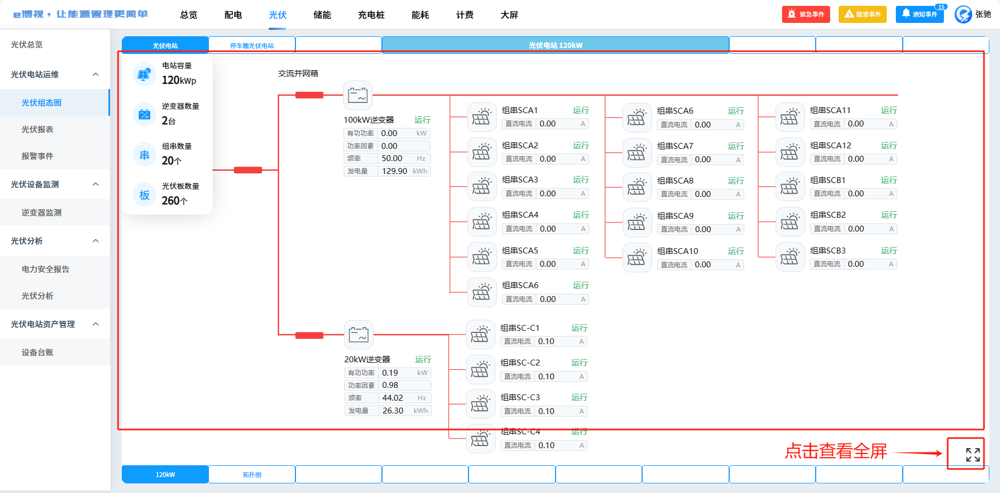 e博视，让能源管理更简单
总览 配电 光伏 储能 充电桩 能耗 计费 大屏
紧急事件 隐患事件 通知事件 15 张驰
光伏总览
光伏电站运维
光伏组态图
光伏报表
报警事件
光伏设备监测
逆变器监测
光伏分析
电力安全报告
光伏分析
光伏电站资产管理
设备台账
光伏电站 停车棚光伏电站 光伏电站 120kW
电站容量
120kWp
逆变器数量
2台
串
组串数量
20个
板
光伏板数量
260个
交流并网箱
100kW逆变器 运行
有功功率 0.00 kW
功率因素 0.00
频率 50.00 Hz
发电量 129.90 kWh
组串SCA1 运行
直流电流 0.00 A
组串SCA2 运行
直流电流 0.00 A
组串SCA3 运行
直流电流 0.00 A
组串SCA4 运行
直流电流 0.00 A
组串SCA5 运行
直流电流 0.00 A
组串SCA6 运行
直流电流 0.00 A
组串SCA6 运行
直流电流 0.00 A
组串SCA7 运行
直流电流 0.00 A
组串SCA8 运行
直流电流 0.00 A
组串SCA9 运行
直流电流 0.00 A
组串SCA10 运行
直流电流 0.00 A
组串SCA11 运行
直流电流 0.00 A
组串SCA12 运行
直流电流 0.00 A
组串SCB1 运行
直流电流 0.00 A
组串SCB2 运行
直流电流 0.00 A
组串SCB3 运行
直流电流 0.00 A
20kW逆变器 运行
有功功率 0.19 kW
功率因素 0.98
频率 44.02 Hz
发电量 26.30 kWh
组串SC-C1 运行
直流电流 0.10 A
组串SC-C2 运行
直流电流 0.10 A
组串SC-C3 运行
直流电流 0.10 A
组串SC-C4 运行
直流电流 0.10 A
点击查看全屏
120kW 拓扑图